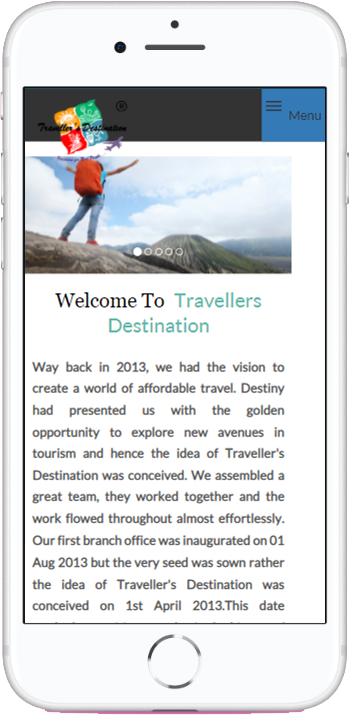 ®
Traveller's Destination
Menu
Welcome To Travellers
Destination
Way back in 2013, we had the vision to
create a world of affordable travel. Destiny
had presented us with the golden
opportunity to explore new avenues in
tourism and hence the idea of Traveller's
Destination was conceived. We assembled a
great team, they worked together and the
work flowed throughout almost effortlessly.
Our first branch office was inaugurated on 01
Aug 2013 but the very seed was sown rather
the idea of Traveller's Destination was
conceived on 1st April 2013.This date